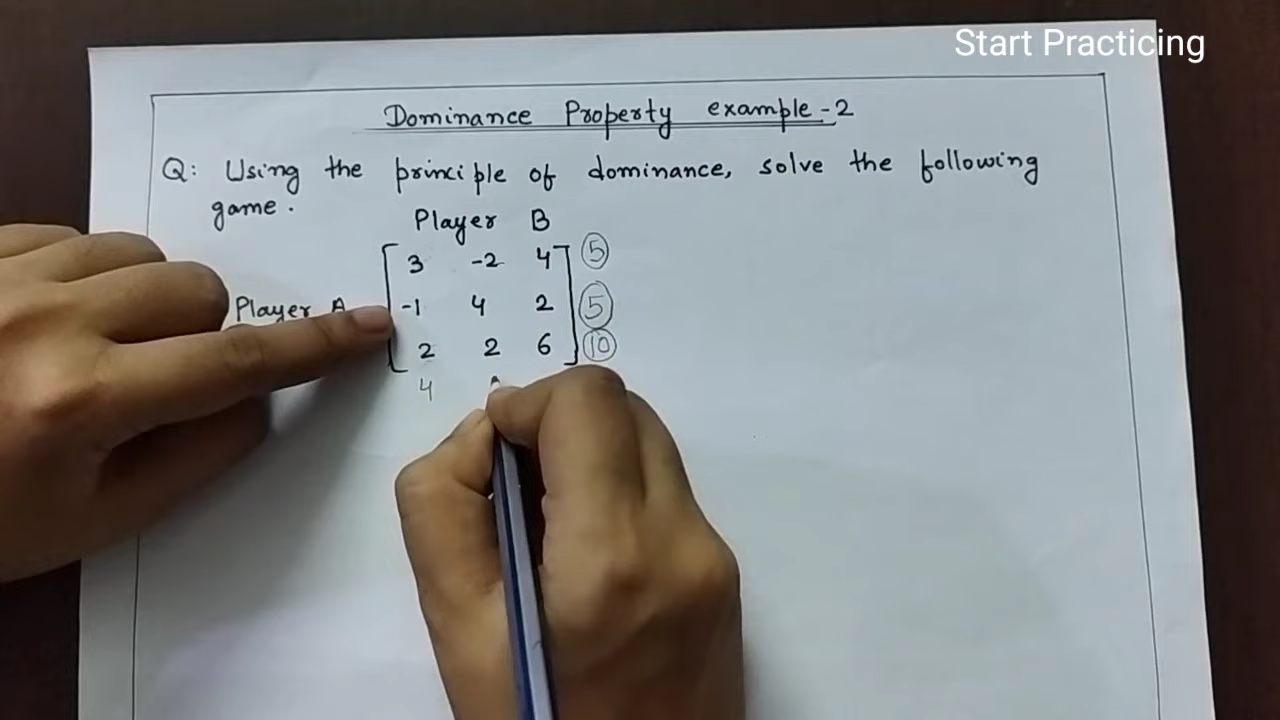 Start Practicing
Dominance Property example-2
Q: Using the principle of dominance, solve the following
game.
Player B
3 -2 4 5
Player A -1 4 2 5
2 2 6 10
4